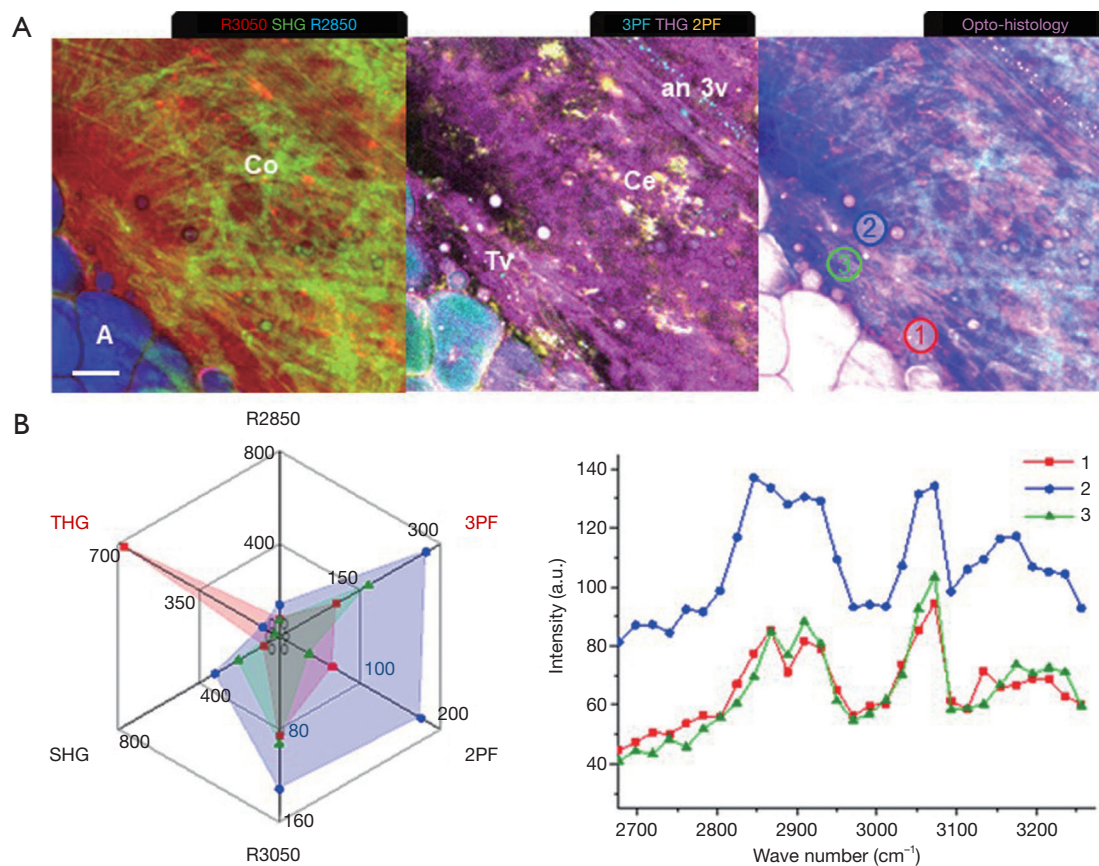 A
R3050 SHG R2850
3PF THG 2PF
Opto-histology
Co
A
an 3v
Ce
Tv
2
3
1
B
R2850
800
THG
3PF
700
400
300
350
150
100
400
80
200
SHG
800
2PF
160
R3050
140
120
100
80
60
40
Intensity (a.u.)
1
2
3
2700 2800 2900 3000 3100 3200
Wave number (cm⁻¹)